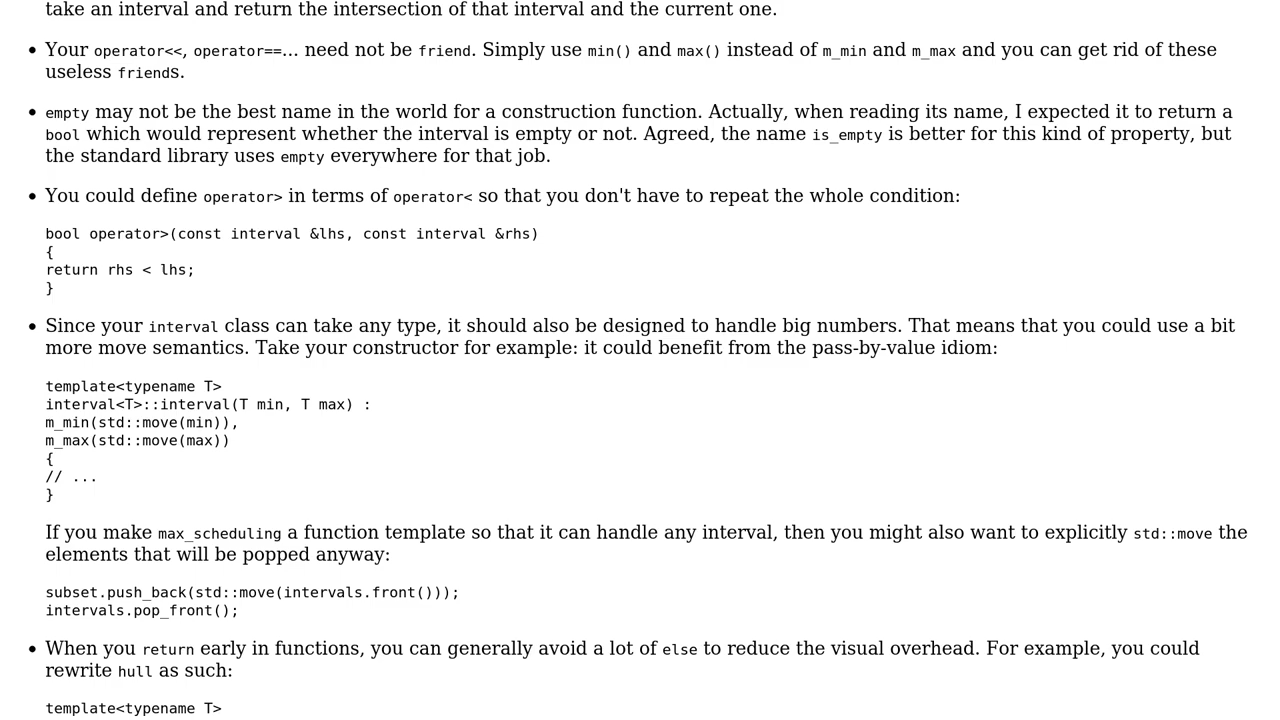 take an interval and return the intersection of that interval and the current one.
• Your operator<<, operator==... need not be friend. Simply use min() and max() instead of m_min and m_max and you can get rid of these
useless friends.
• empty may not be the best name in the world for a construction function. Actually, when reading its name, I expected it to return a
bool which would represent whether the interval is empty or not. Agreed, the name is_empty is better for this kind of property, but
the standard library uses empty everywhere for that job.
• You could define operator> in terms of operator< so that you don't have to repeat the whole condition:
bool operator>(const interval &lhs, const interval &rhs)
{
return rhs < lhs;
}
• Since your interval class can take any type, it should also be designed to handle big numbers. That means that you could use a bit
more move semantics. Take your constructor for example: it could benefit from the pass-by-value idiom:
template<typename T>
interval<T>::interval(T min, T max) :
m_min(std::move(min)),
m_max(std::move(max))
{
// ...
}
If you make max_scheduling a function template so that it can handle any interval, then you might also want to explicitly std::move the
elements that will be popped anyway:
subset.push_back(std::move(intervals.front()));
intervals.pop_front();
• When you return early in functions, you can generally avoid a lot of else to reduce the visual overhead. For example, you could
rewrite hull as such:
template<typename T>